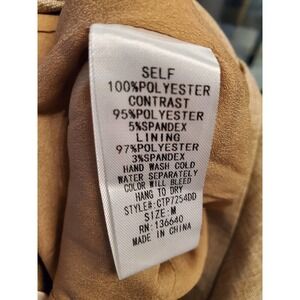 SELF
100%POLYESTER
CONTRAST
95%POLYESTER
5%SPANDEX
LINING
97%POLYESTER
3%SPANDEX
HAND WASH COLD
WATER SEPARATELY
COLOR WILL BLEED
HANG TO DRY
STYLE#:CTP7254DD
SIZE:M
RN:136640
MADE IN CHINA